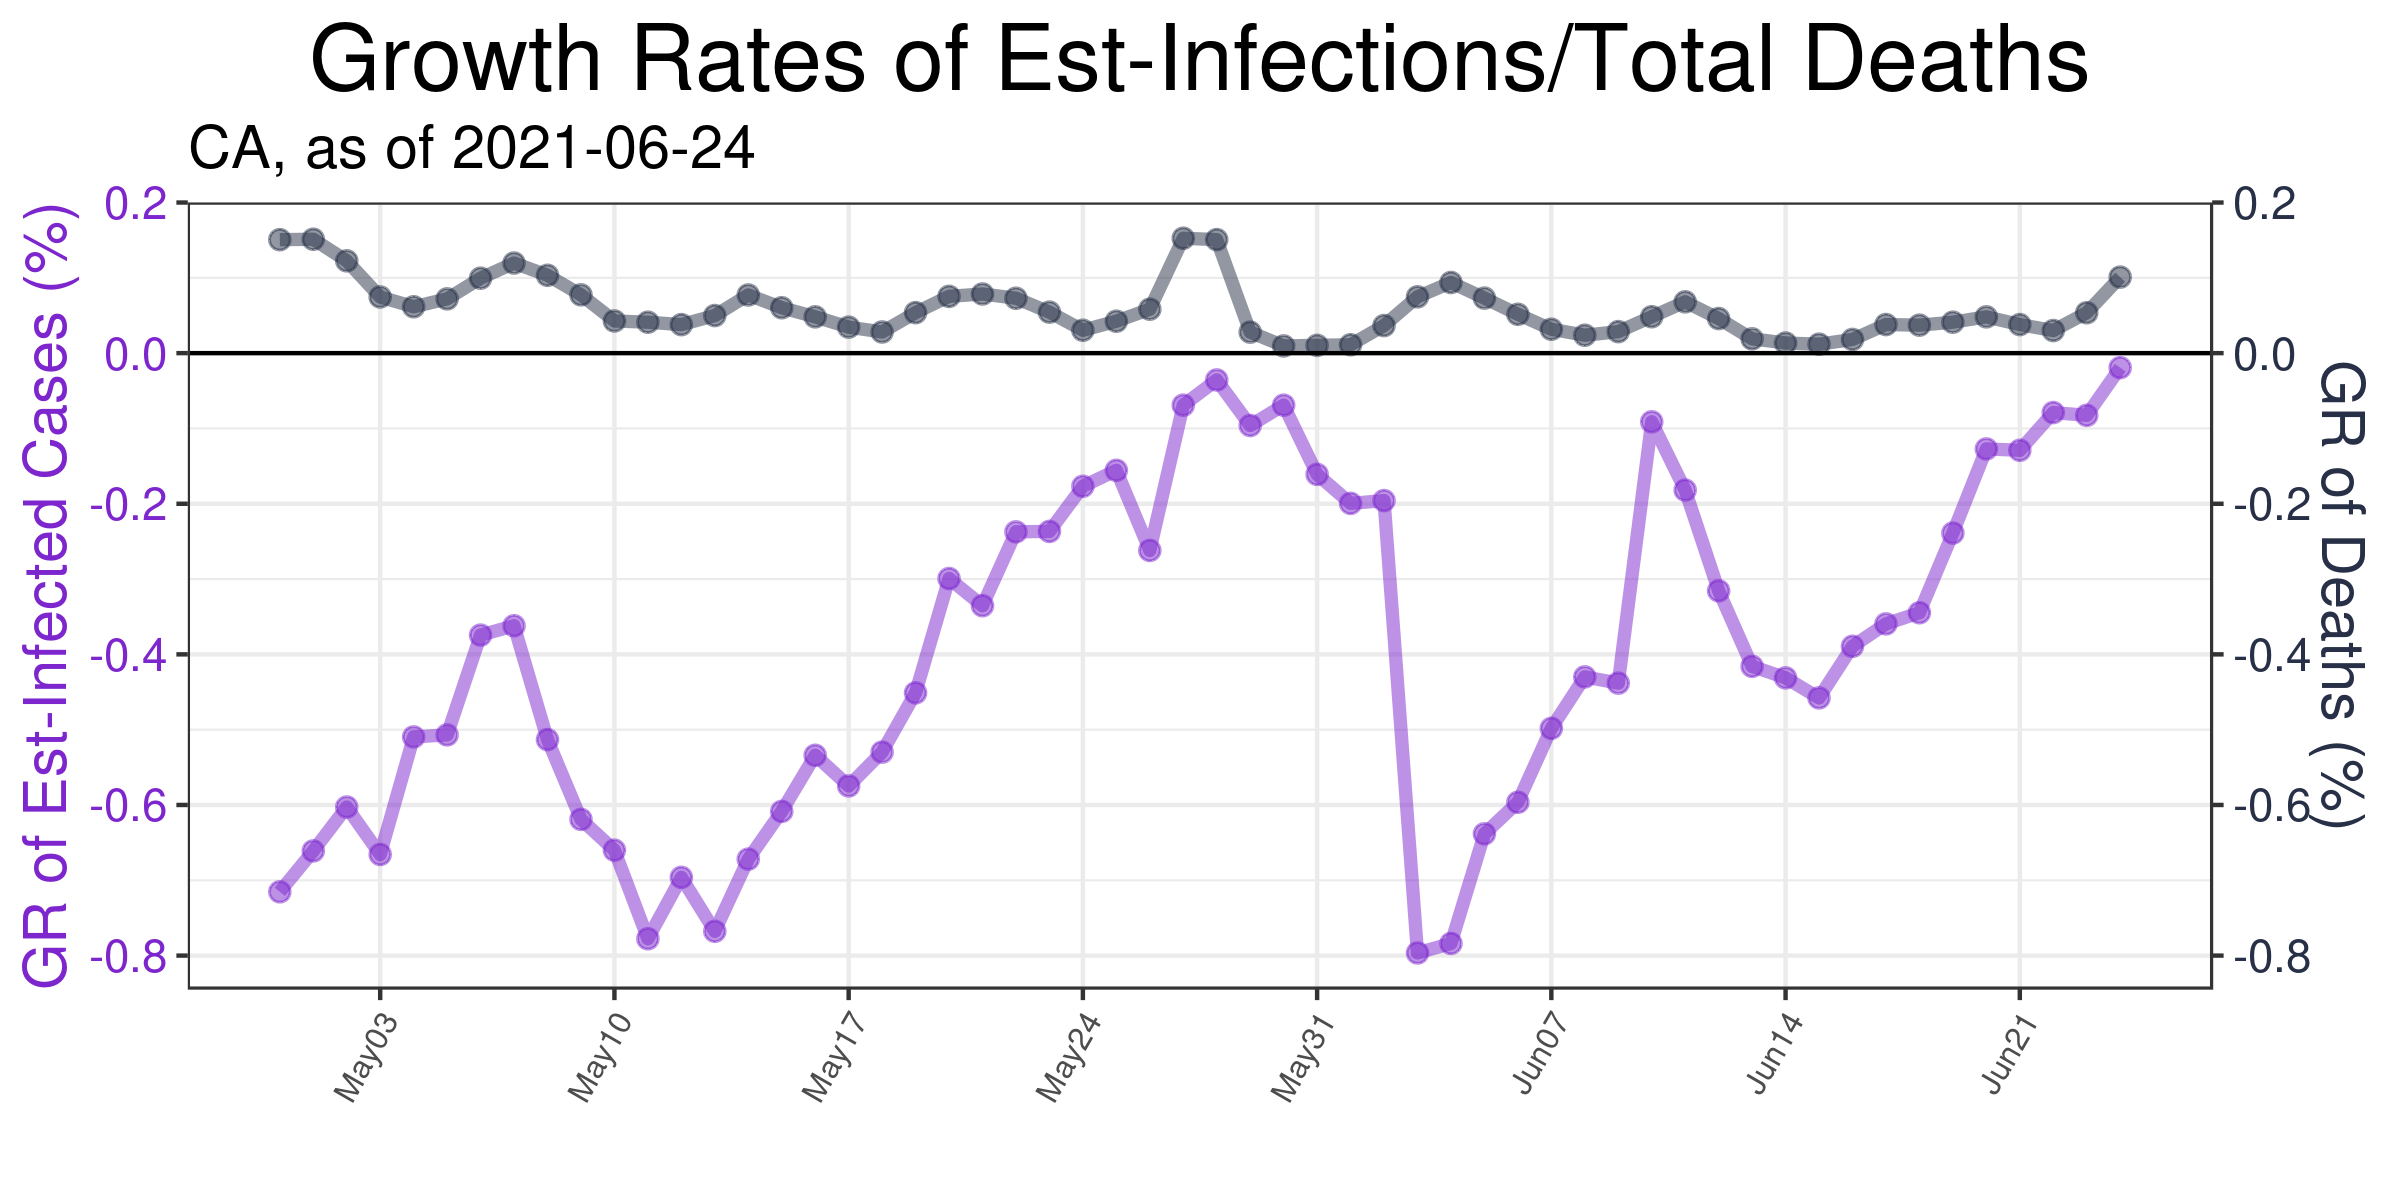 Growth Rates of Est-Infections/Total Deaths
CA, as of 2021-06-24
GR of Est-Infected Cases (%)
0.2
0.0
-0.2
-0.4
-0.6
-0.8
0.2
0.0
-0.2
-0.4
-0.6
-0.8
GR of Deaths (%)
May03
May10
May17
May24
May31
Jun07
Jun14
Jun21